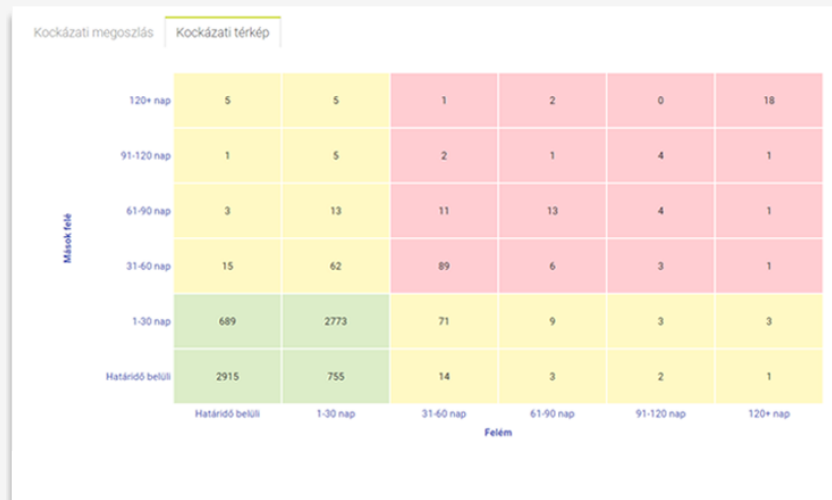 Kockázati megoszlás Kockázati térkép
120+ nap 5 5 1 2 0 18
91-120 nap 1 5 2 1 4 1
61-90 nap 3 13 11 13 4 1
Mások felé
31-60 nap 15 62 89 6 3 1
1-30 nap 689 2773 71 9 3 3
Határidő belüli 2915 755 14 3 2 1
Határidő belüli 1-30 nap 31-60 nap 61-90 nap 91-120 nap 120+ nap
Felém